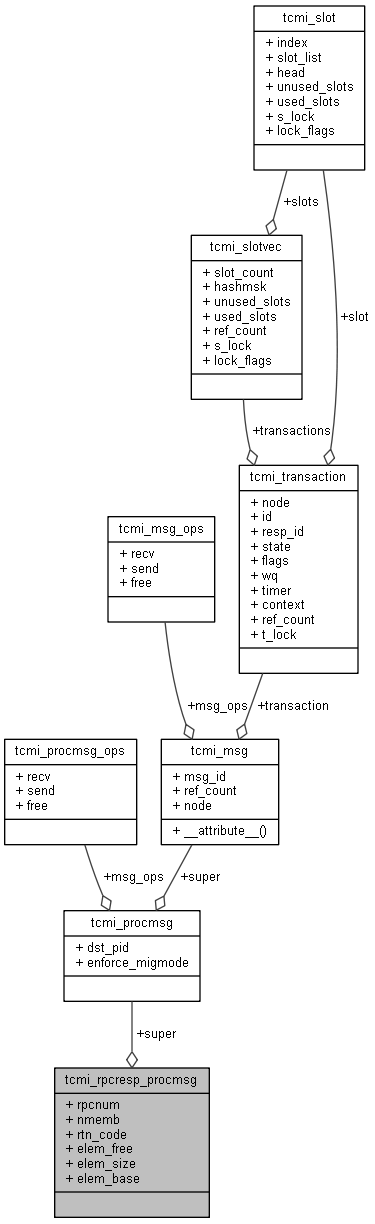 tcmi_slot
+ index
+ slot_list
+ head
+ unused_slots
+ used_slots
+ s_lock
+ lock_flags
+slots
tcmi_slotvec
+ slot_count
+ hashmsk
+ unused_slots
+ used_slots
+ ref_count
+ s_lock
+ lock_flags
+slot
+transactions
tcmi_transaction
+ node
+ id
+ resp_id
+ state
+ flags
+ wq
+ timer
+ context
+ ref_count
+ t_lock
tcmi_msg_ops
+ recv
+ send
+ free
+msg_ops
+transaction
tcmi_procmsg_ops
+ recv
+ send
+ free
tcmi_msg
+ msg_id
+ ref_count
+ node
+ __attribute__()
+msg_ops
+super
tcmi_procmsg
+ dst_pid
+ enforce_migmode
+super
tcmi_rpcresp_procmsg
+ rpcnum
+ nmemb
+ rtn_code
+ elem_free
+ elem_size
+ elem_base